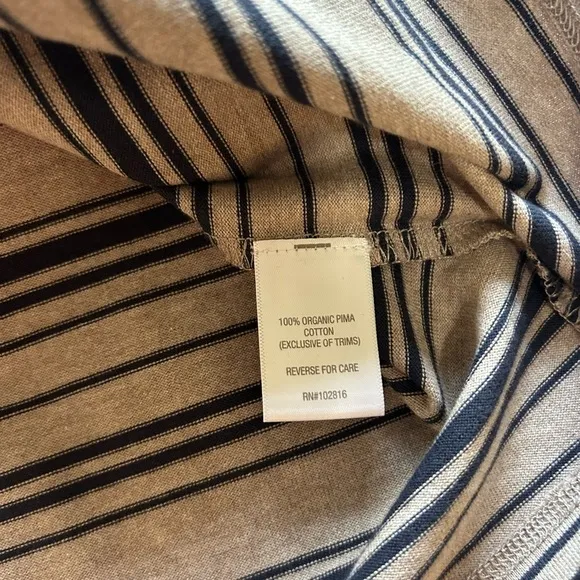 100% ORGANIC PIMA
COTTON
(EXCLUSIVE OF TRIMS)
REVERSE FOR CARE
RN#102816